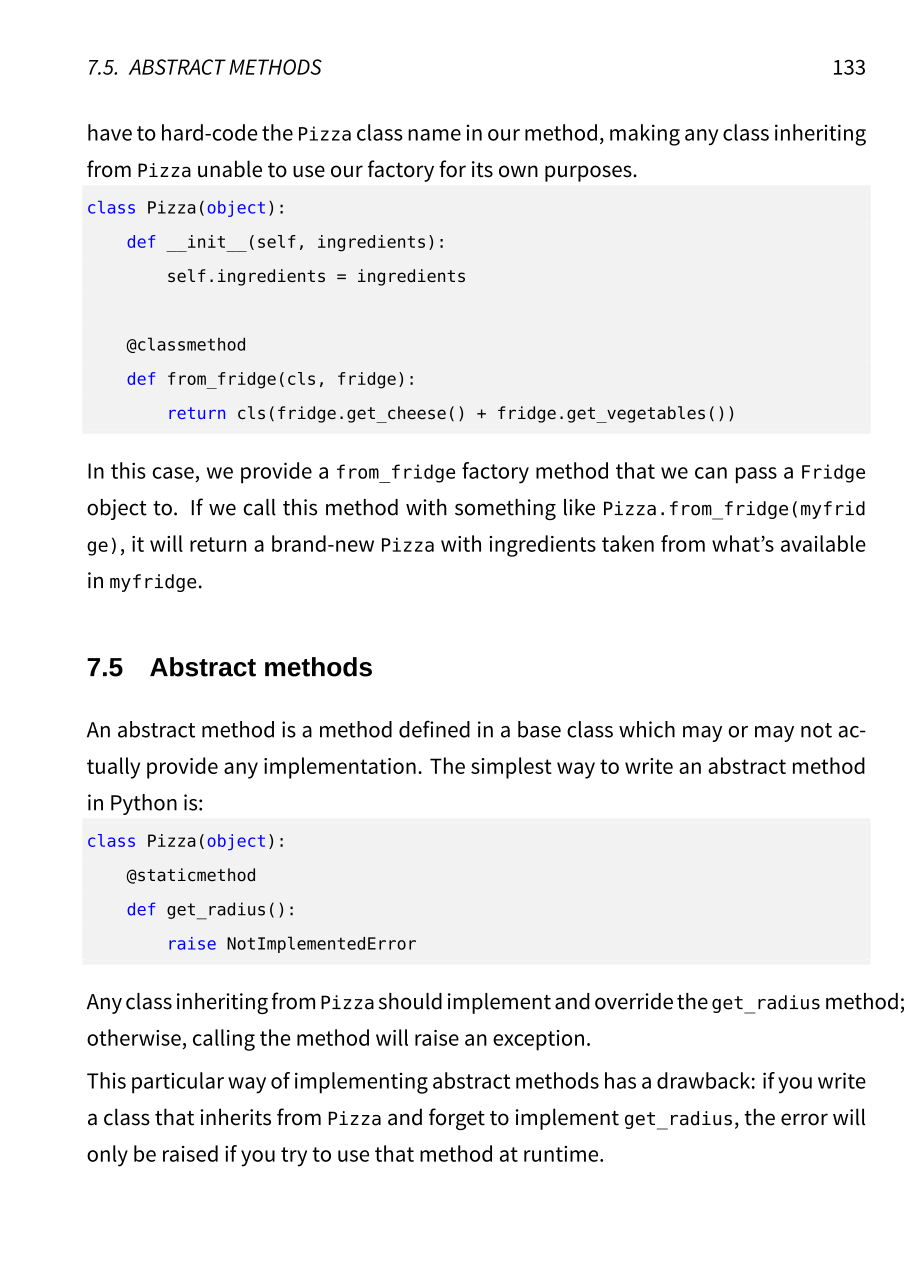 7.5. ABSTRACT METHODS 133
have to hard-code the Pizza class name in our method, making any class inheriting
from Pizza unable to use our factory for its own purposes.
class Pizza(object):
    def __init__(self, ingredients):
        self.ingredients = ingredients
    @classmethod
    def from_fridge(cls, fridge):
        return cls(fridge.get_cheese() + fridge.get_vegetables())
In this case, we provide a from_fridge factory method that we can pass a Fridge
object to. If we call this method with something like Pizza.from_fridge(myfrid
ge), it will return a brand-new Pizza with ingredients taken from what's available
in myfridge.
7.5 Abstract methods
An abstract method is a method defined in a base class which may or may not ac-
tually provide any implementation. The simplest way to write an abstract method
in Python is:
class Pizza(object):
    @staticmethod
    def get_radius():
        raise NotImplementedError
Any class inheriting from Pizza should implement and override the get_radius method;
otherwise, calling the method will raise an exception.
This particular way of implementing abstract methods has a drawback: if you write
a class that inherits from Pizza and forget to implement get_radius, the error will
only be raised if you try to use that method at runtime.